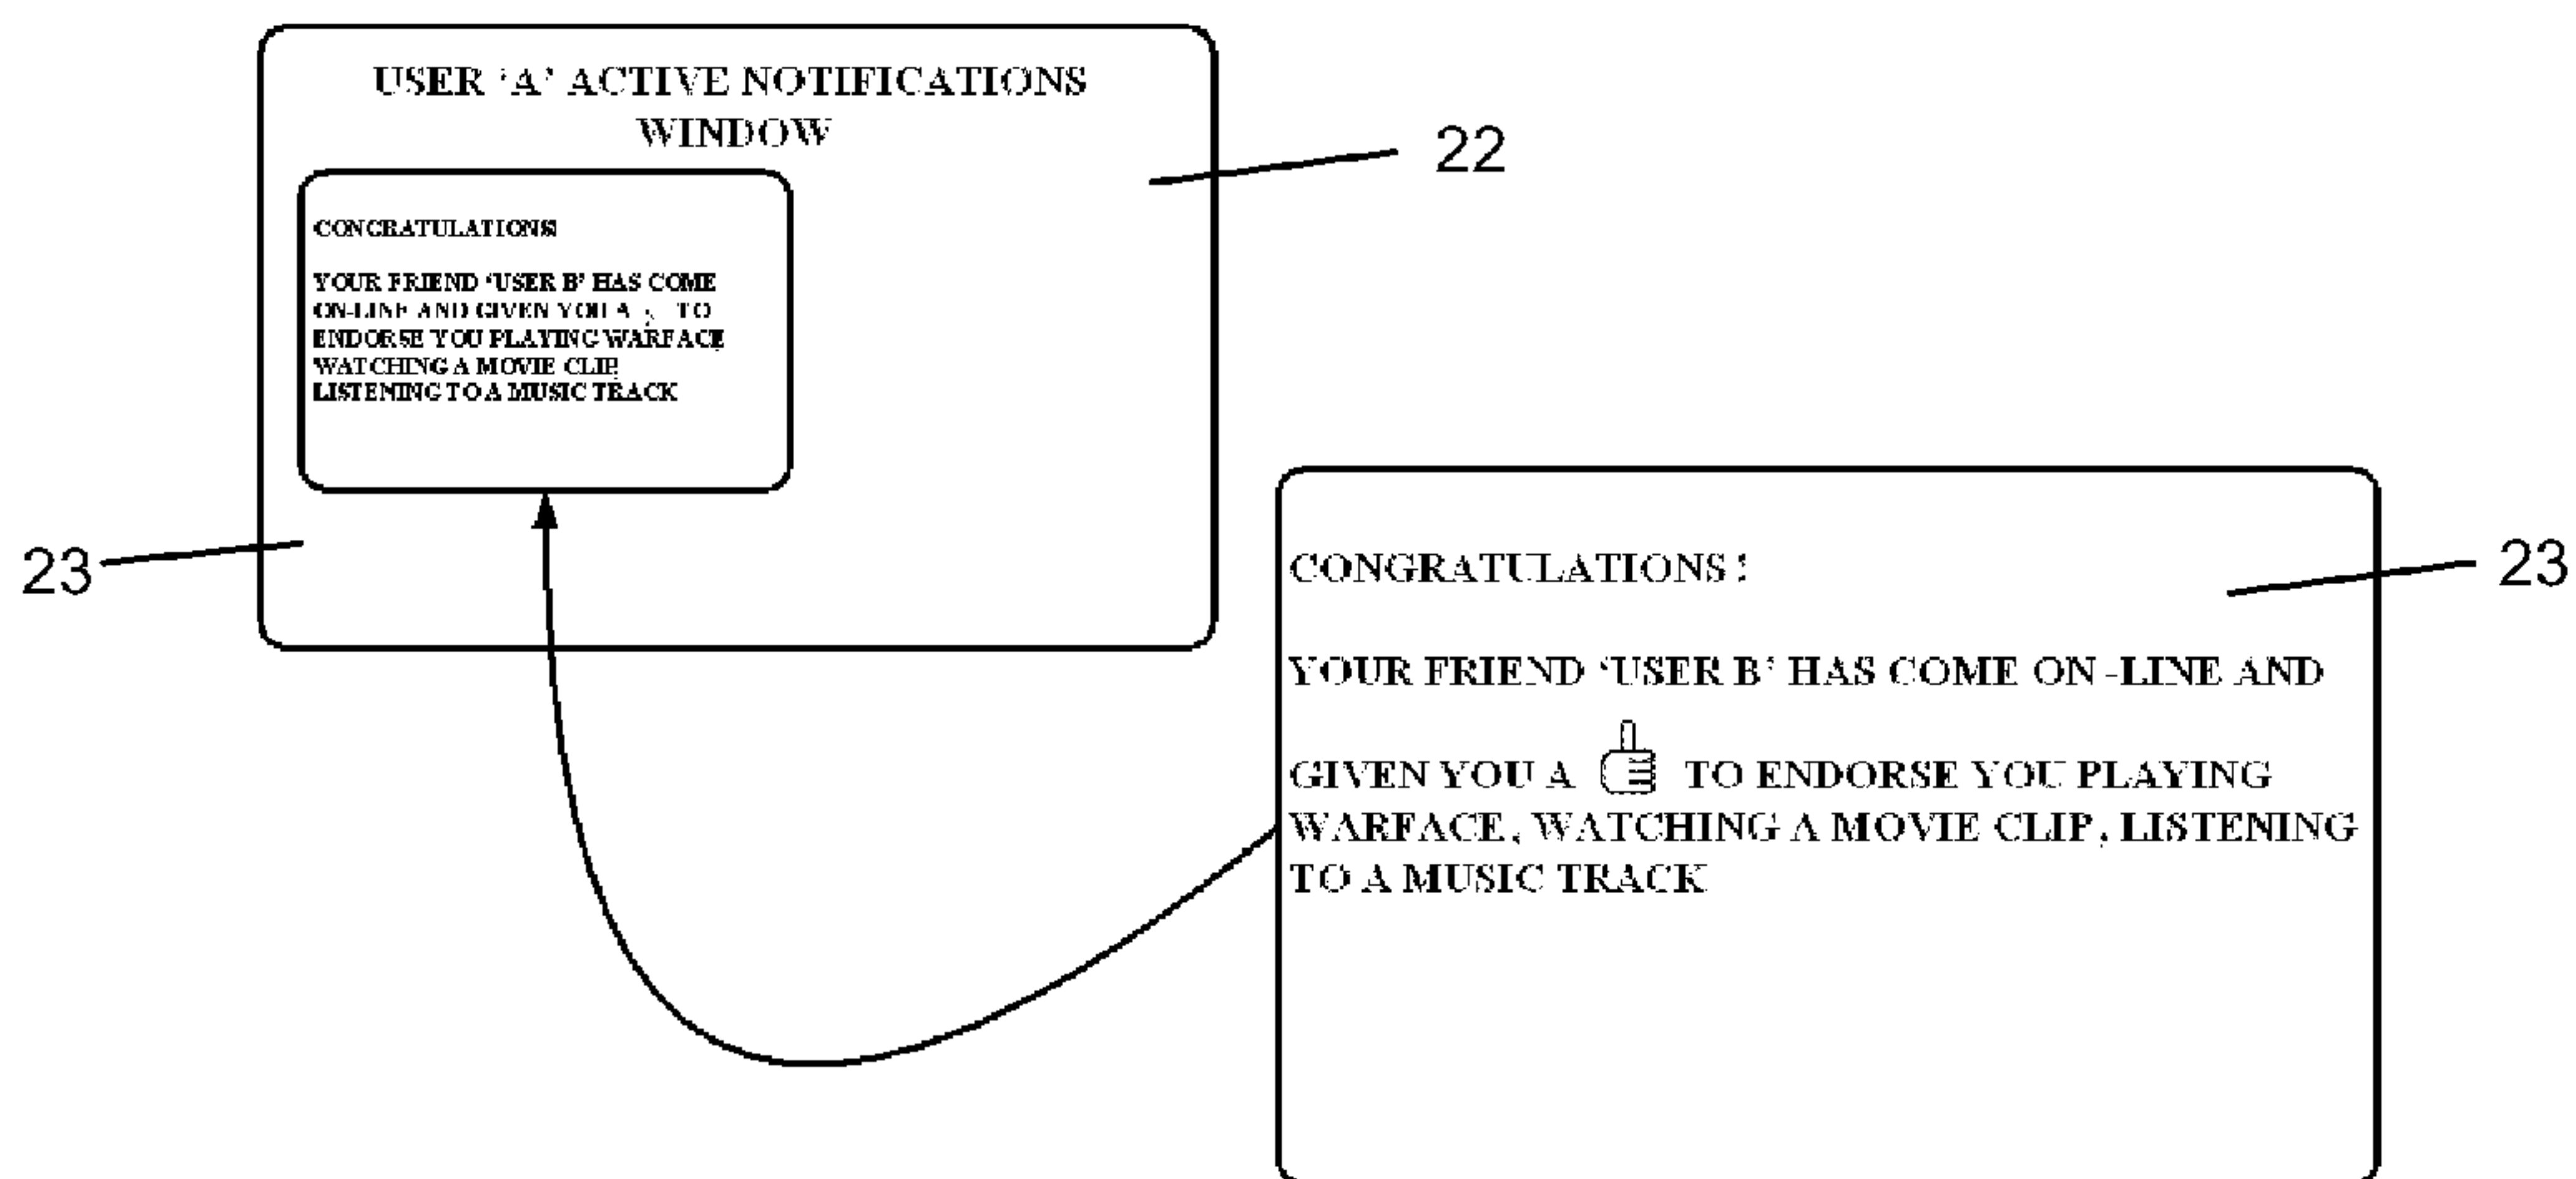 USER 'A' ACTIVE NOTIFICATIONS
WINDOW
22
CONGRATULATIONS!
YOUR FRIEND 'USER B' HAS COME
ON-LINE AND GIVEN YOU A TO
ENDORSE YOU PLAYING WARFACE,
WATCHING A MOVIE CLIP,
LISTENING TO A MUSIC TRACK
23
CONGRATULATIONS!
23
YOUR FRIEND 'USER B' HAS COME ON-LINE AND
GIVEN YOU A TO ENDORSE YOU PLAYING
WARFACE, WATCHING A MOVIE CLIP, LISTENING
TO A MUSIC TRACK